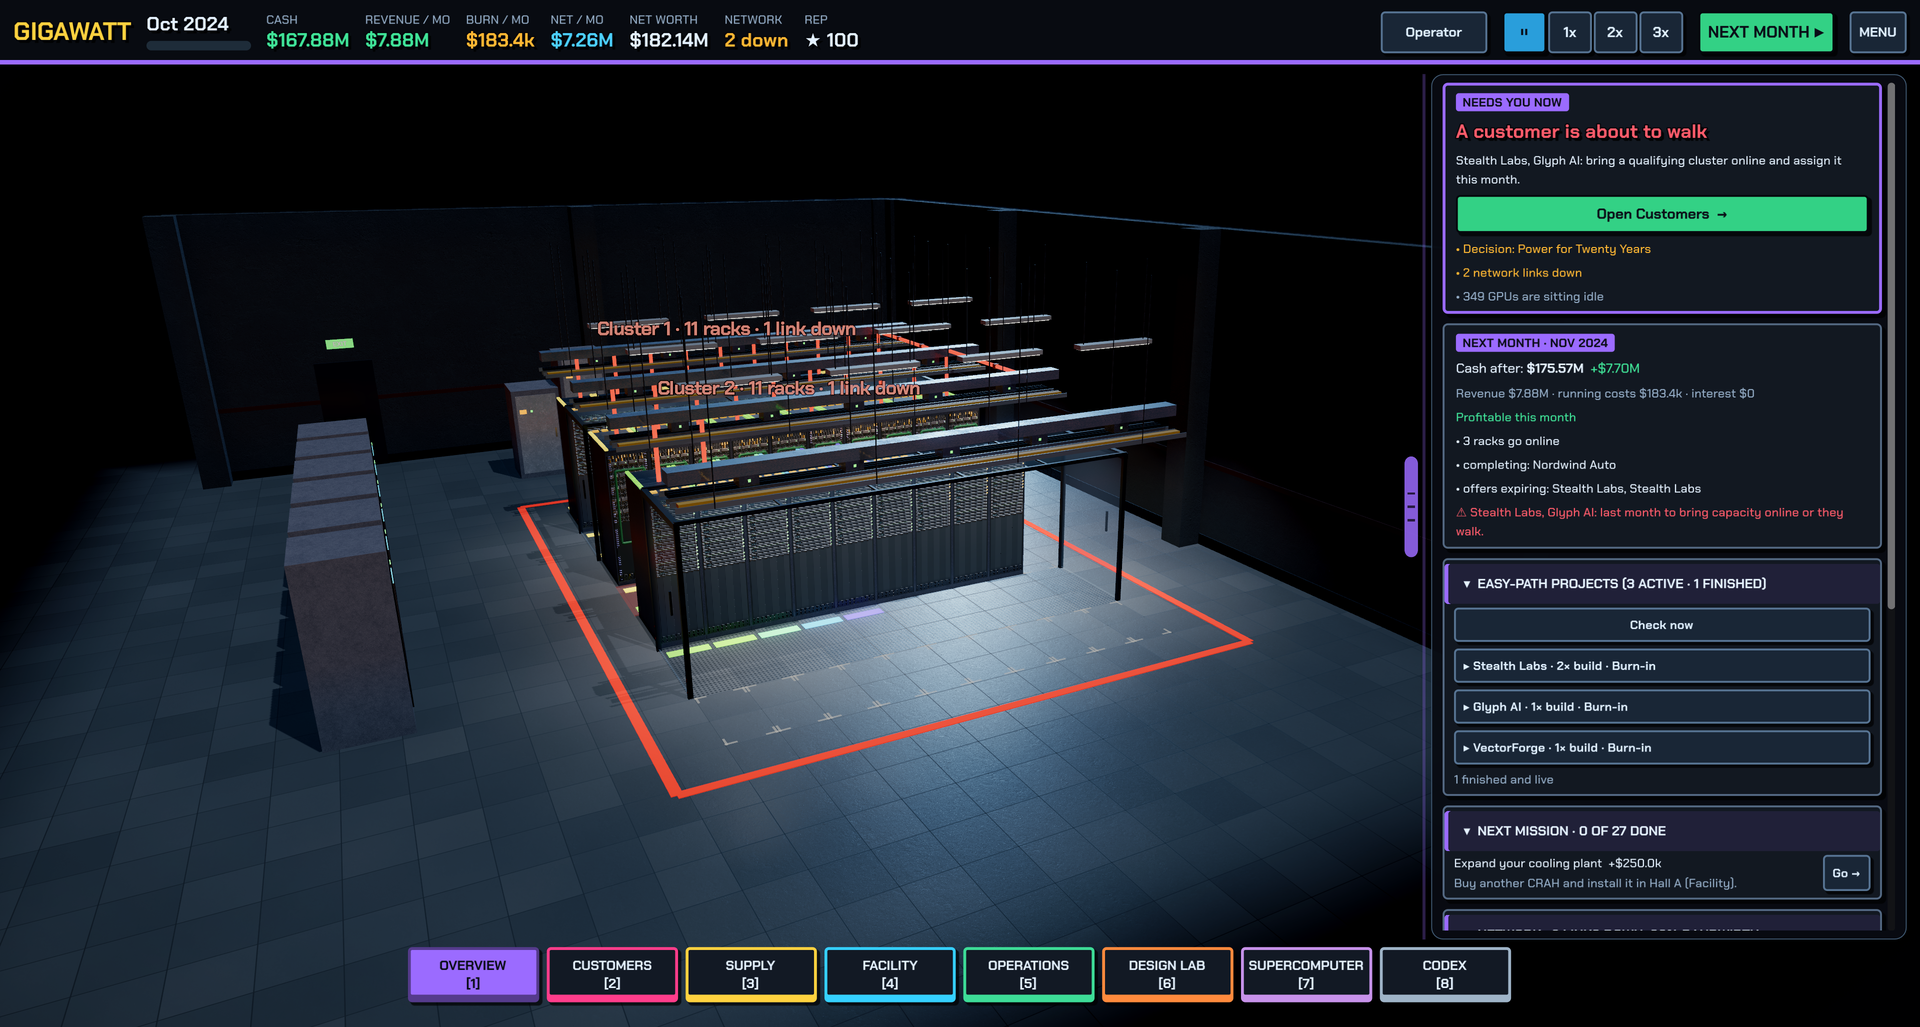 GIGAWATT
Oct 2024
CASH
$167.88M
REVENUE / MO
$7.88M
BURN / MO
$183.4k
NET / MO
$7.26M
NET WORTH
$182.14M
NETWORK
2 down
REP
★ 100
Operator
1x
2x
3x
NEXT MONTH ▸
MENU
Cluster 1 · 11 racks · 1 link down
Cluster 2 · 11 racks · 1 link down
NEEDS YOU NOW
A customer is about to walk
Stealth Labs, Glyph AI: bring a qualifying cluster online and assign it
this month.
Open Customers →
• Decision: Power for Twenty Years
• 2 network links down
• 349 GPUs are sitting idle
NEXT MONTH · NOV 2024
Cash after: $175.57M +$7.70M
Revenue $7.88M · running costs $183.4k · interest $0
Profitable this month
• 3 racks go online
• completing: Nordwind Auto
• offers expiring: Stealth Labs, Stealth Labs
⚠ Stealth Labs, Glyph AI: last month to bring capacity online or they
walk.
▾ EASY-PATH PROJECTS (3 ACTIVE · 1 FINISHED)
Check now
▸ Stealth Labs · 2× build · Burn-in
▸ Glyph AI · 1× build · Burn-in
▸ VectorForge · 1× build · Burn-in
1 finished and live
▾ NEXT MISSION · 0 OF 27 DONE
Expand your cooling plant +$250.0k
Buy another CRAH and install it in Hall A (Facility).
Go →
OVERVIEW
[1]
CUSTOMERS
[2]
SUPPLY
[3]
FACILITY
[4]
OPERATIONS
[5]
DESIGN LAB
[6]
SUPERCOMPUTER
[7]
CODEX
[8]